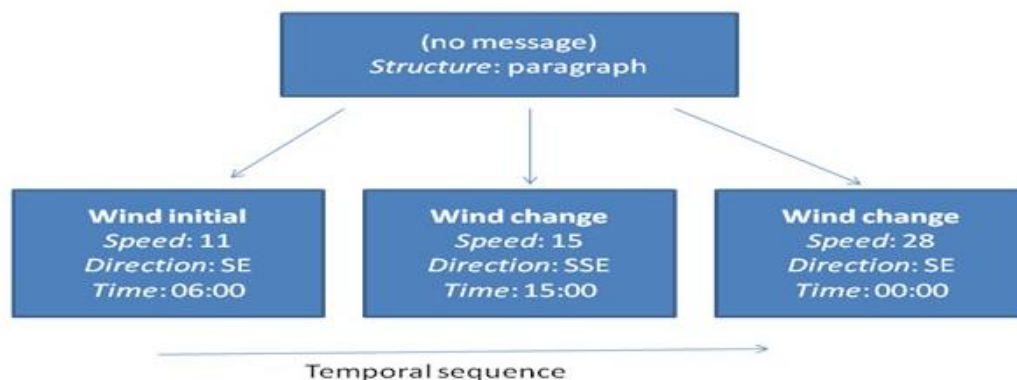 (no message)
Structure: paragraph
Wind initial
Speed: 11
Direction: SE
Time: 06:00
Wind change
Speed: 15
Direction: SSE
Time: 15:00
Wind change
Speed: 28
Direction: SE
Time: 00:00
Temporal sequence